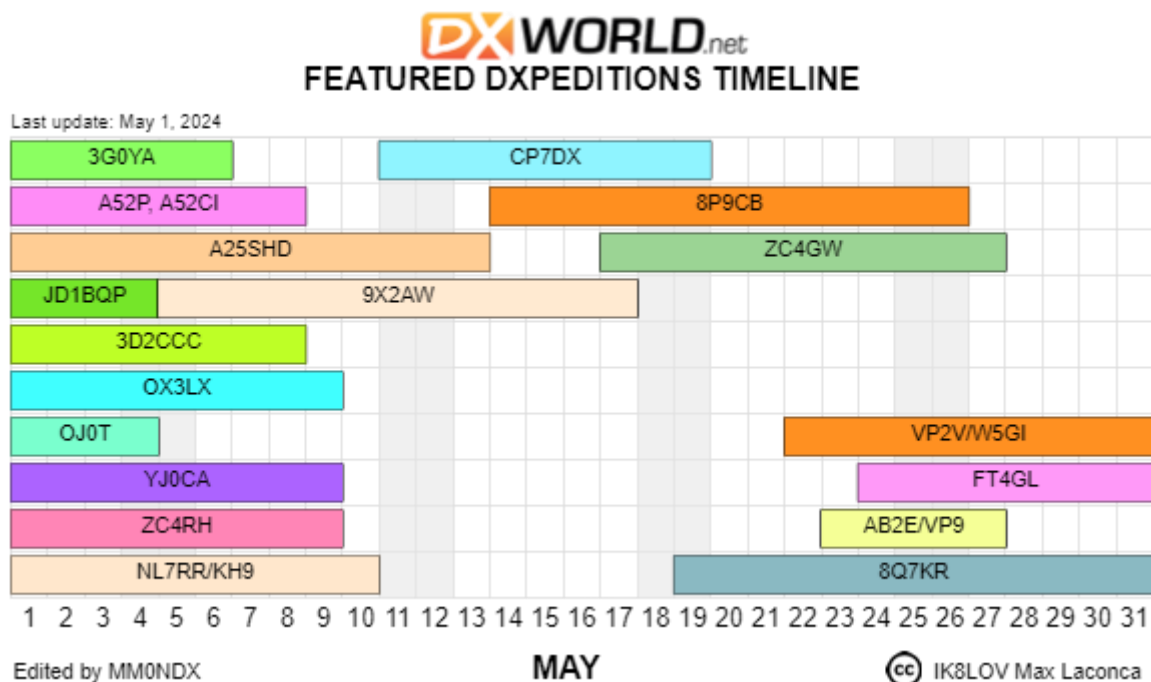 DX WORLD.net
FEATURED DXPEDITIONS TIMELINE
Last update: May 1, 2024
3G0YA CP7DX
A52P, A52CI 8P9CB
A25SHD ZC4GW
JD1BQP 9X2AW
3D2CCC
OX3LX
OJ0T VP2V/W5GI
YJ0CA FT4GL
ZC4RH AB2E/VP9
NL7RR/KH9 8Q7KR
1 2 3 4 5 6 7 8 9 10 11 12 13 14 15 16 17 18 19 20 21 22 23 24 25 26 27 28 29 30 31
Edited by MM0NDX MAY cc IK8LOV Max Laconca